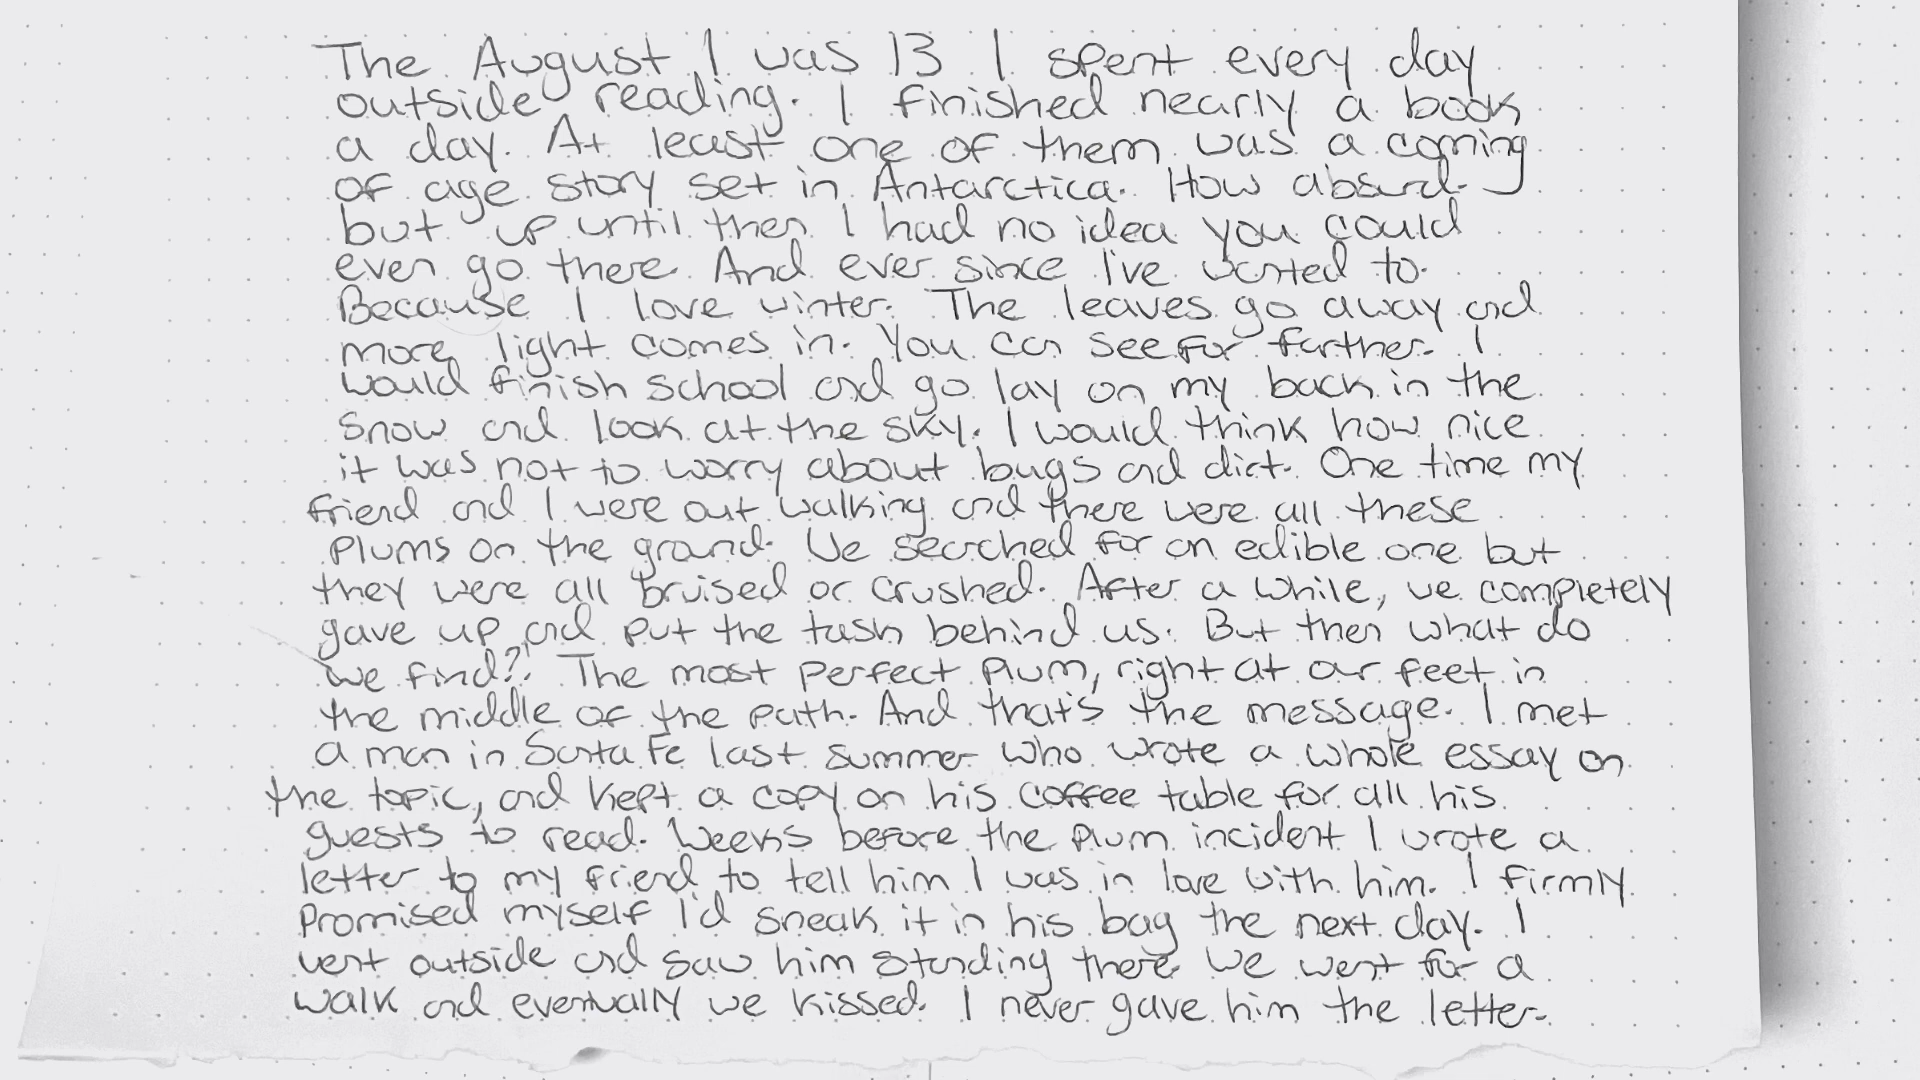 The August I was 13 I spent every day
outside reading. I finished nearly a book
a day. At least one of them was a coming
of age story set in Antarctica. How absurd.
but up until then I had no idea you could
even go there. And ever since I've wanted to.
Because I love winter. The leaves go away and
more light comes in. You can see far farther. I
would finish school and go lay on my back in the
snow and look at the sky. I would think how nice
it was not to worry about bugs and dirt. One time my
friend and I were out walking and there were all these
plums on the ground. We searched for an edible one but
they were all bruised or crushed. After a while, we completely
gave up and put the task behind us. But then what do
we find?! The most perfect plum, right at our feet in
the middle of the path. And that's the message. I met
a man in Santa Fe last summer who wrote a whole essay on
the topic, and kept a copy on his coffee table for all his
guests to read. Weeks before the plum incident I wrote a
letter to my friend to tell him I was in love with him. I firmly
promised myself I'd sneak it in his bag the next day. I
went outside and saw him standing there. We went for a
walk and eventually we kissed. I never gave him the letter.